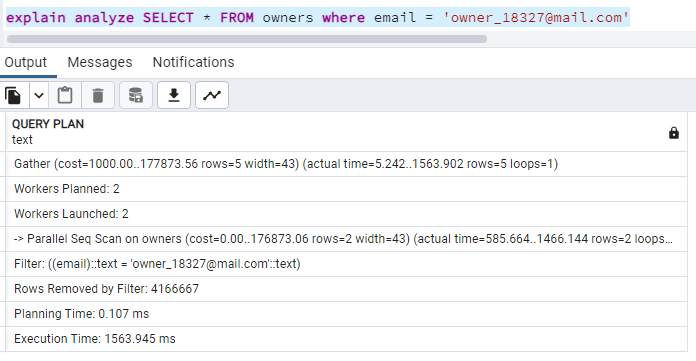 explain analyze SELECT * FROM owners where email = 'owner_18327@mail.com'
Output Messages Notifications
QUERY PLAN
text
Gather (cost=1000.00..177873.56 rows=5 width=43) (actual time=5.242..1563.902 rows=5 loops=1)
Workers Planned: 2
Workers Launched: 2
-> Parallel Seq Scan on owners (cost=0.00..176873.06 rows=2 width=43) (actual time=585.664..1466.144 rows=2 loops...
Filter: ((email)::text = 'owner_18327@mail.com'::text)
Rows Removed by Filter: 4166667
Planning Time: 0.107 ms
Execution Time: 1563.945 ms